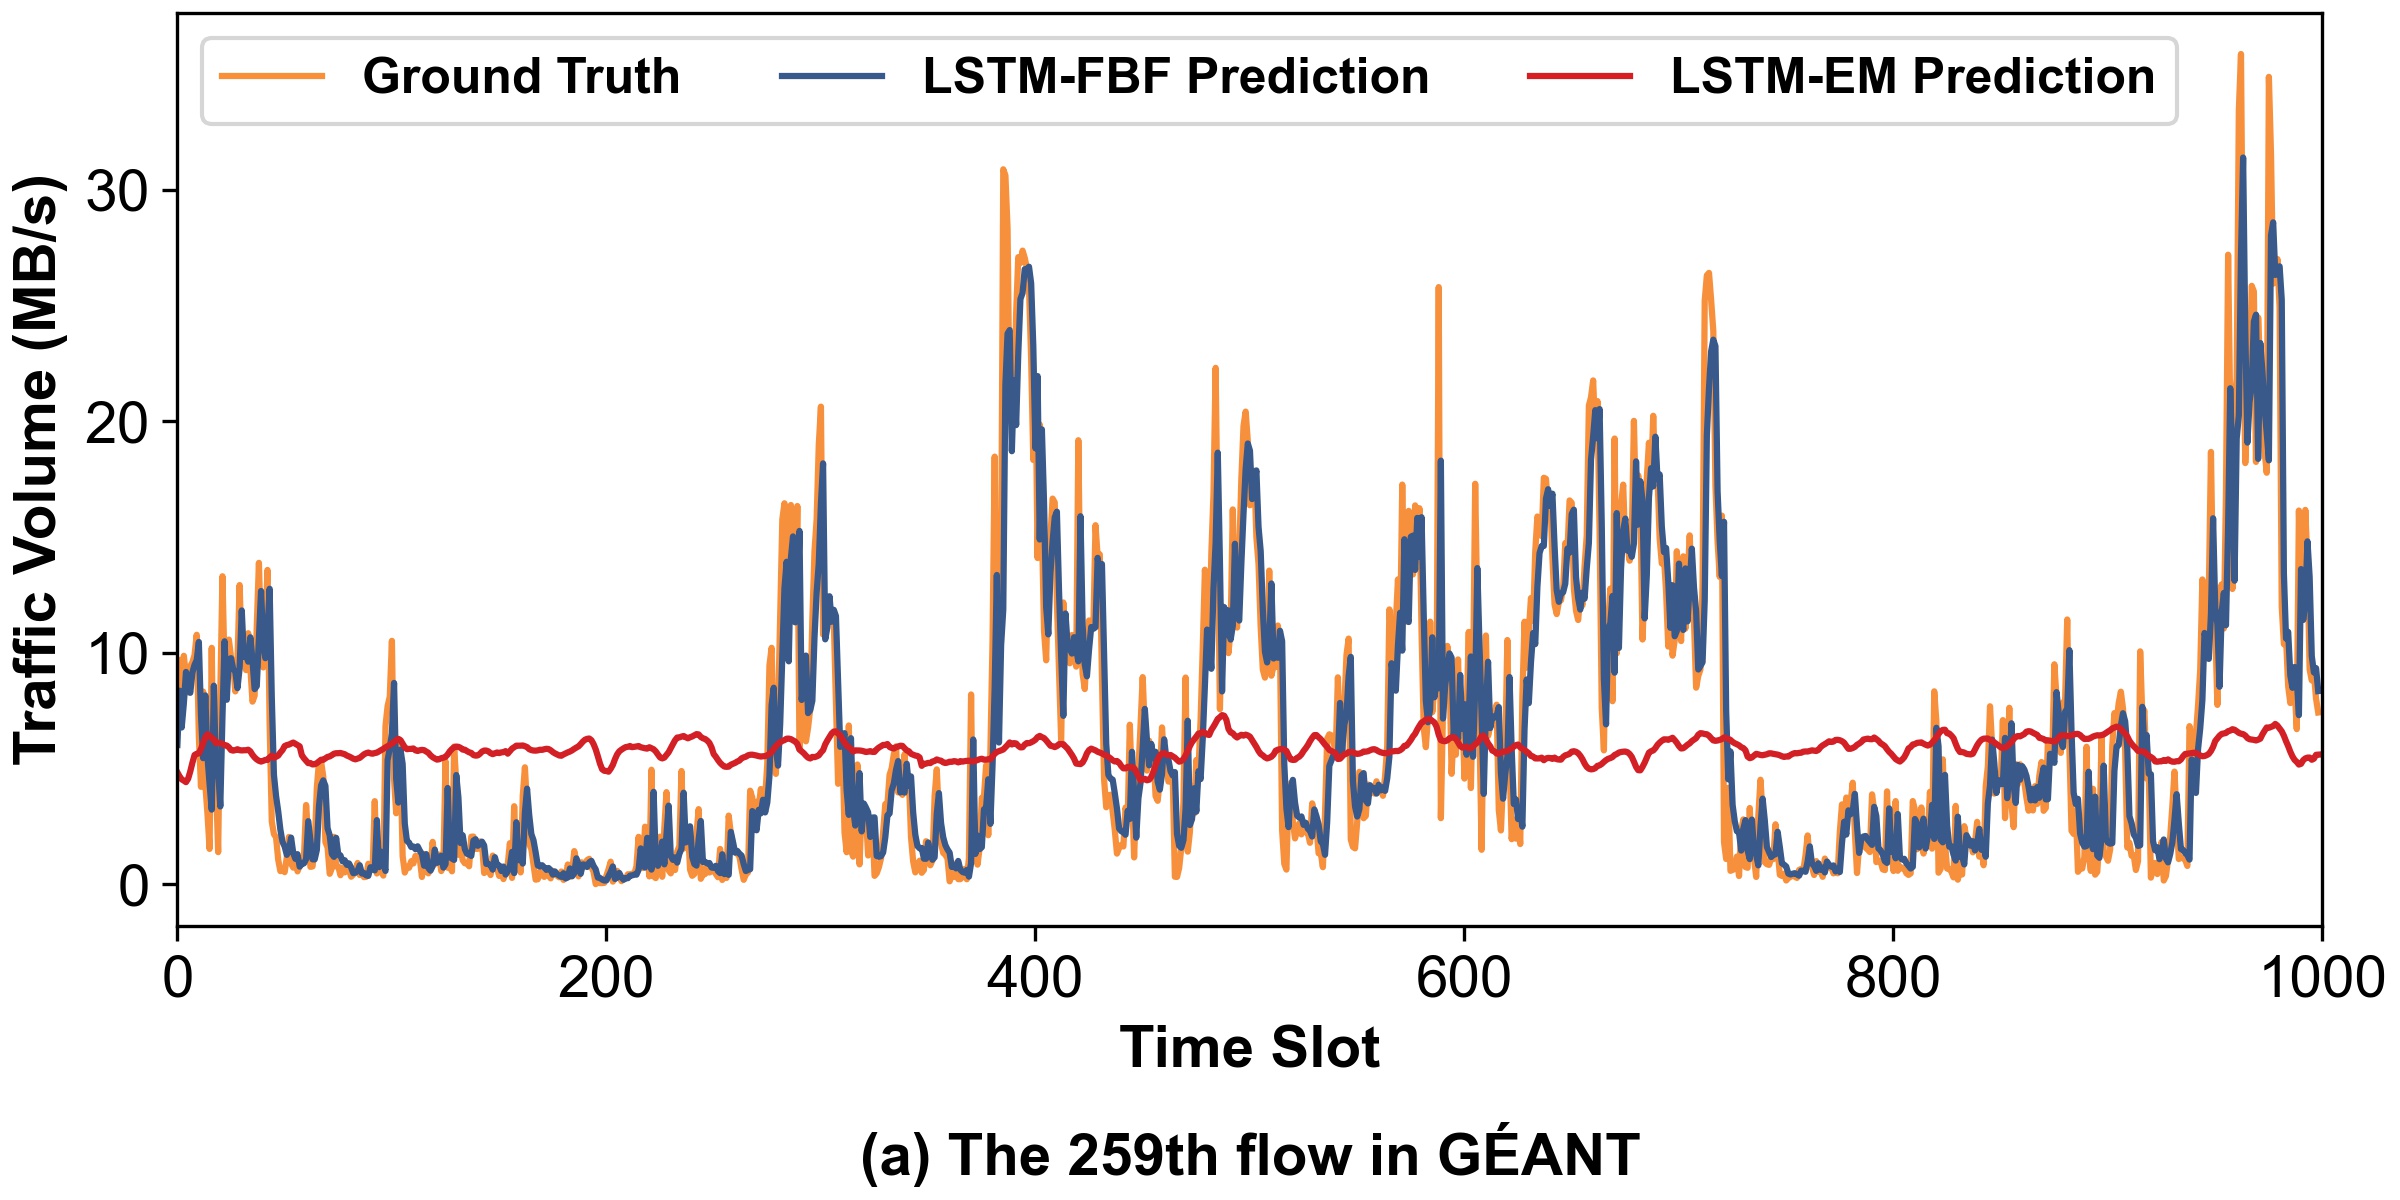 Ground Truth LSTM-FBF Prediction LSTM-EM Prediction
Traffic Volume (MB/s)
30
20
10
0
0 200 400 600 800 1000
Time Slot
(a) The 259th flow in GÉANT